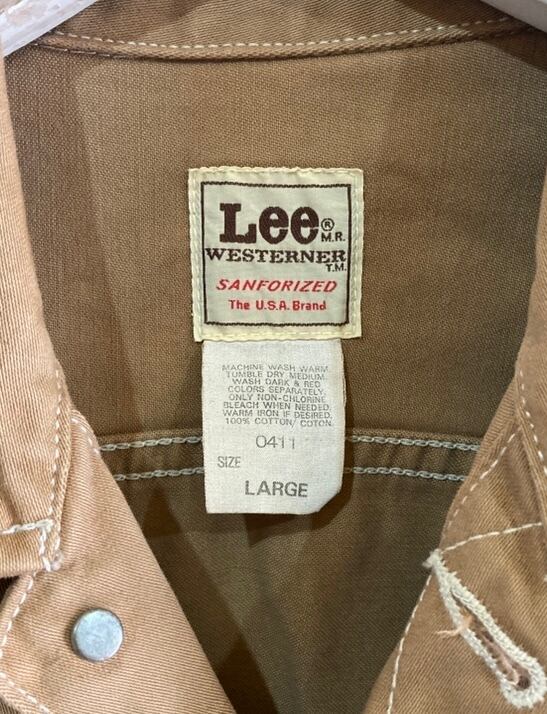 Lee® M.R.
WESTERNER T.M.
SANFORIZED
The U.S.A. Brand
MACHINE WASH WARM
TUMBLE DRY MEDIUM.
WASH DARK & RED
COLORS SEPARATELY.
ONLY NON-CHLORINE
BLEACH WHEN NEEDED.
WARM IRON IF DESIRED.
100% COTTON/ COTON.
0411
SIZE
LARGE